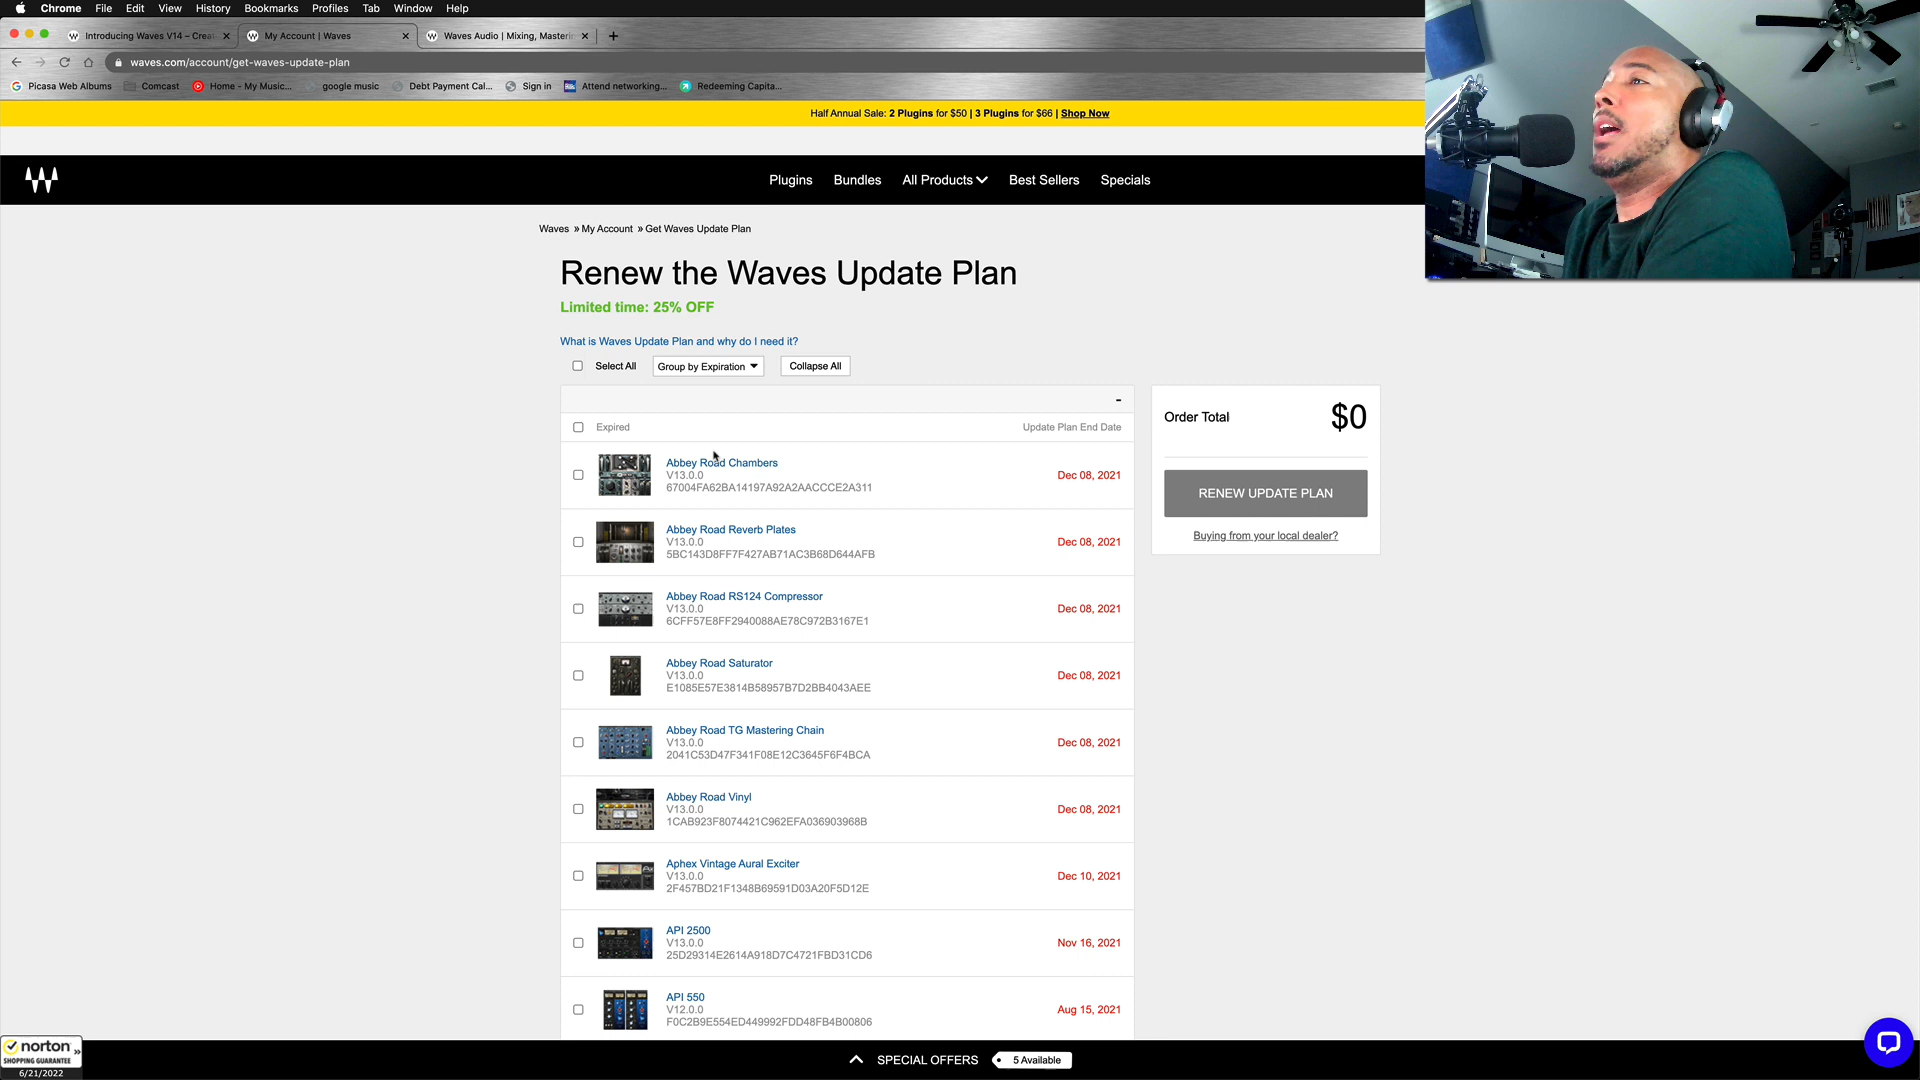 Chrome File Edit View History Bookmarks Profiles Tab Window Help
Introducing Waves V14 – Crea
My Account | Waves
Waves Audio | Mixing, Masteri
waves.com/account/get-waves-update-plan
Picasa Web Albums Comcast Home - My Music... google music Debt Payment Cal... Sign in Attend networking... Redeeming Capita...
Half Annual Sale: 2 Plugins for $50 | 3 Plugins for $66 | Shop Now
Plugins Bundles All Products Best Sellers Specials
Waves » My Account » Get Waves Update Plan
Renew the Waves Update Plan
Limited time: 25% OFF
What is Waves Update Plan and why do I need it?
Select All Group by Expiration Collapse All
-
Expired Update Plan End Date
Abbey Road Chambers
V13.0.0
67004FA62BA14197A92A2AACCCE2A311
Dec 08, 2021
Abbey Road Reverb Plates
V13.0.0
5BC143D8FF7F427AB71AC3B68D644AFB
Dec 08, 2021
Abbey Road RS124 Compressor
V13.0.0
6CFF57E8FF2940088AE78C972B3167E1
Dec 08, 2021
Abbey Road Saturator
V13.0.0
E1085E57E3814B58957B7D2BB4043AEE
Dec 08, 2021
Abbey Road TG Mastering Chain
V13.0.0
2041C53D47F341F08E12C3645F6F4BCA
Dec 08, 2021
Abbey Road Vinyl
V13.0.0
1CAB923F8074421C962EFA036903968B
Dec 08, 2021
Aphex Vintage Aural Exciter
V13.0.0
2F457BD21F1348B69591D03A20F5D12E
Dec 10, 2021
API 2500
V13.0.0
25D29314E2614A918D7C4721FBD31CD6
Nov 16, 2021
API 550
V12.0.0
F0C2B9E554ED449992FDD48FB4B00806
Aug 15, 2021
Order Total $0
RENEW UPDATE PLAN
Buying from your local dealer?
norton
SHOPPING GUARANTEE
6/21/2022
SPECIAL OFFERS 5 Available